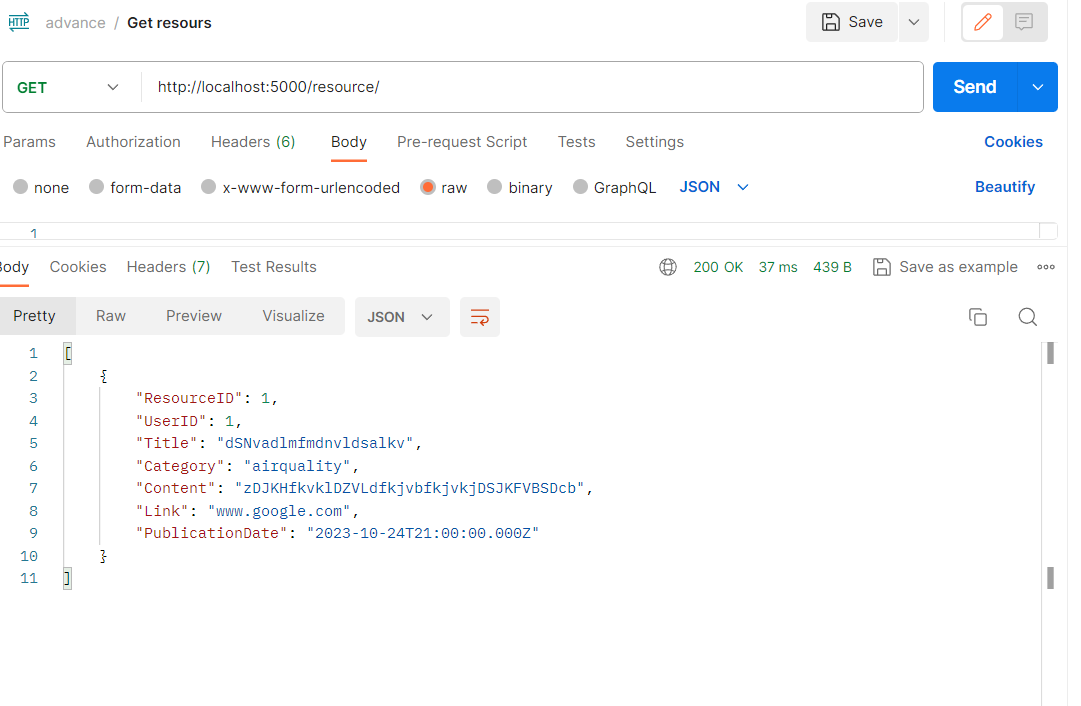 HTTP advance / Get resours Save
GET http://localhost:5000/resource/ Send
Params Authorization Headers (6) Body Pre-request Script Tests Settings Cookies
none form-data x-www-form-urlencoded raw binary GraphQL JSON Beautify
1
Body Cookies Headers (7) Test Results 200 OK 37 ms 439 B Save as example
Pretty Raw Preview Visualize JSON
1 [
2 {
3 "ResourceID": 1,
4 "UserID": 1,
5 "Title": "dSNvadlmfmdnvldsalkv",
6 "Category": "airquality",
7 "Content": "zDJKHfkvklDZVLdfkjvbfkjvkjDSJKFVBSDcb",
8 "Link": "www.google.com",
9 "PublicationDate": "2023-10-24T21:00:00.000Z"
10 }
11 ]